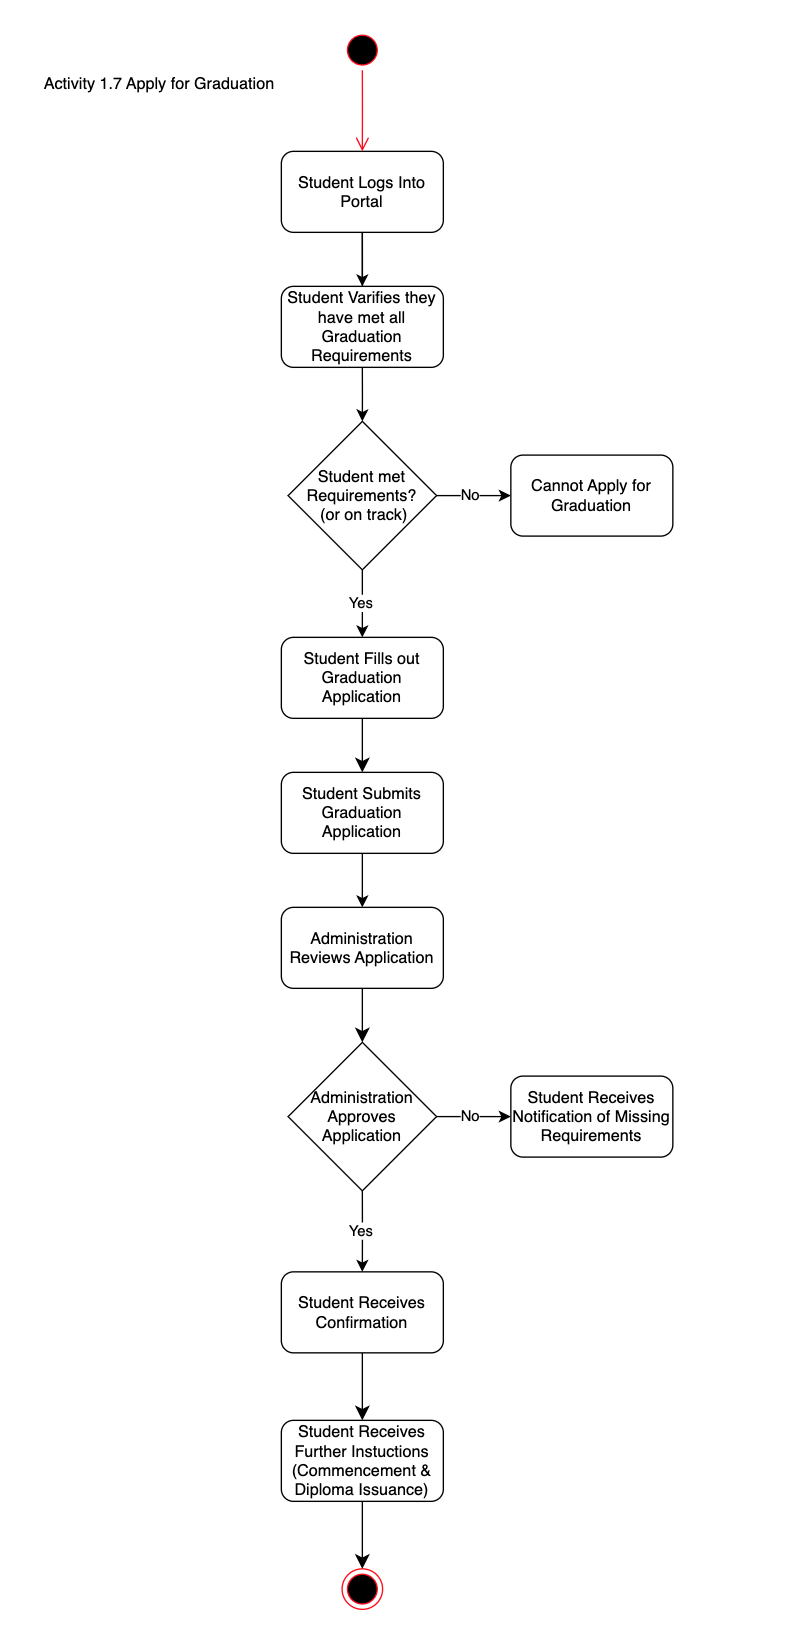 Activity 1.7 Apply for Graduation
Student Logs Into
Portal
Student Varifies they
have met all
Graduation
Requirements
Student met
Requirements?
(or on track)
No
Cannot Apply for
Graduation
Yes
Student Fills out
Graduation
Application
Student Submits
Graduation
Application
Administration
Reviews Application
Administration
Approves
Application
No
Student Receives
Notification of Missing
Requirements
Yes
Student Receives
Confirmation
Student Receives
Further Instuctions
(Commencement &
Diploma Issuance)